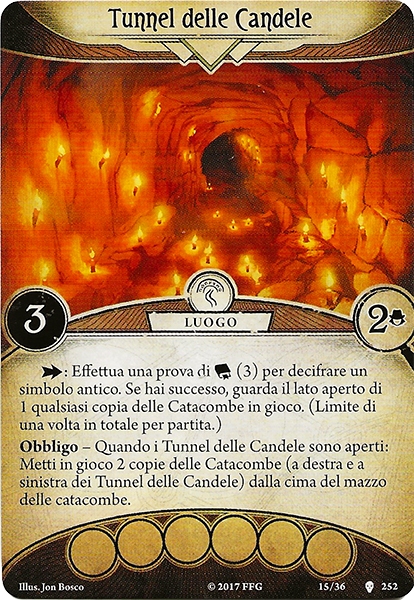 Tunnel delle Candele
3
LUOGO
2
: Effettua una prova di (3) per decifrare un
simbolo antico. Se hai successo, guarda il lato aperto di
1 qualsiasi copia delle Catacombe in gioco. (Limite di
una volta in totale per partita.)
Obbligo – Quando i Tunnel delle Candele sono aperti:
Metti in gioco 2 copie delle Catacombe (a destra e a
sinistra dei Tunnel delle Candele) dalla cima del mazzo
delle catacombe.
Illus. Jon Bosco © 2017 FFG 15/36 252